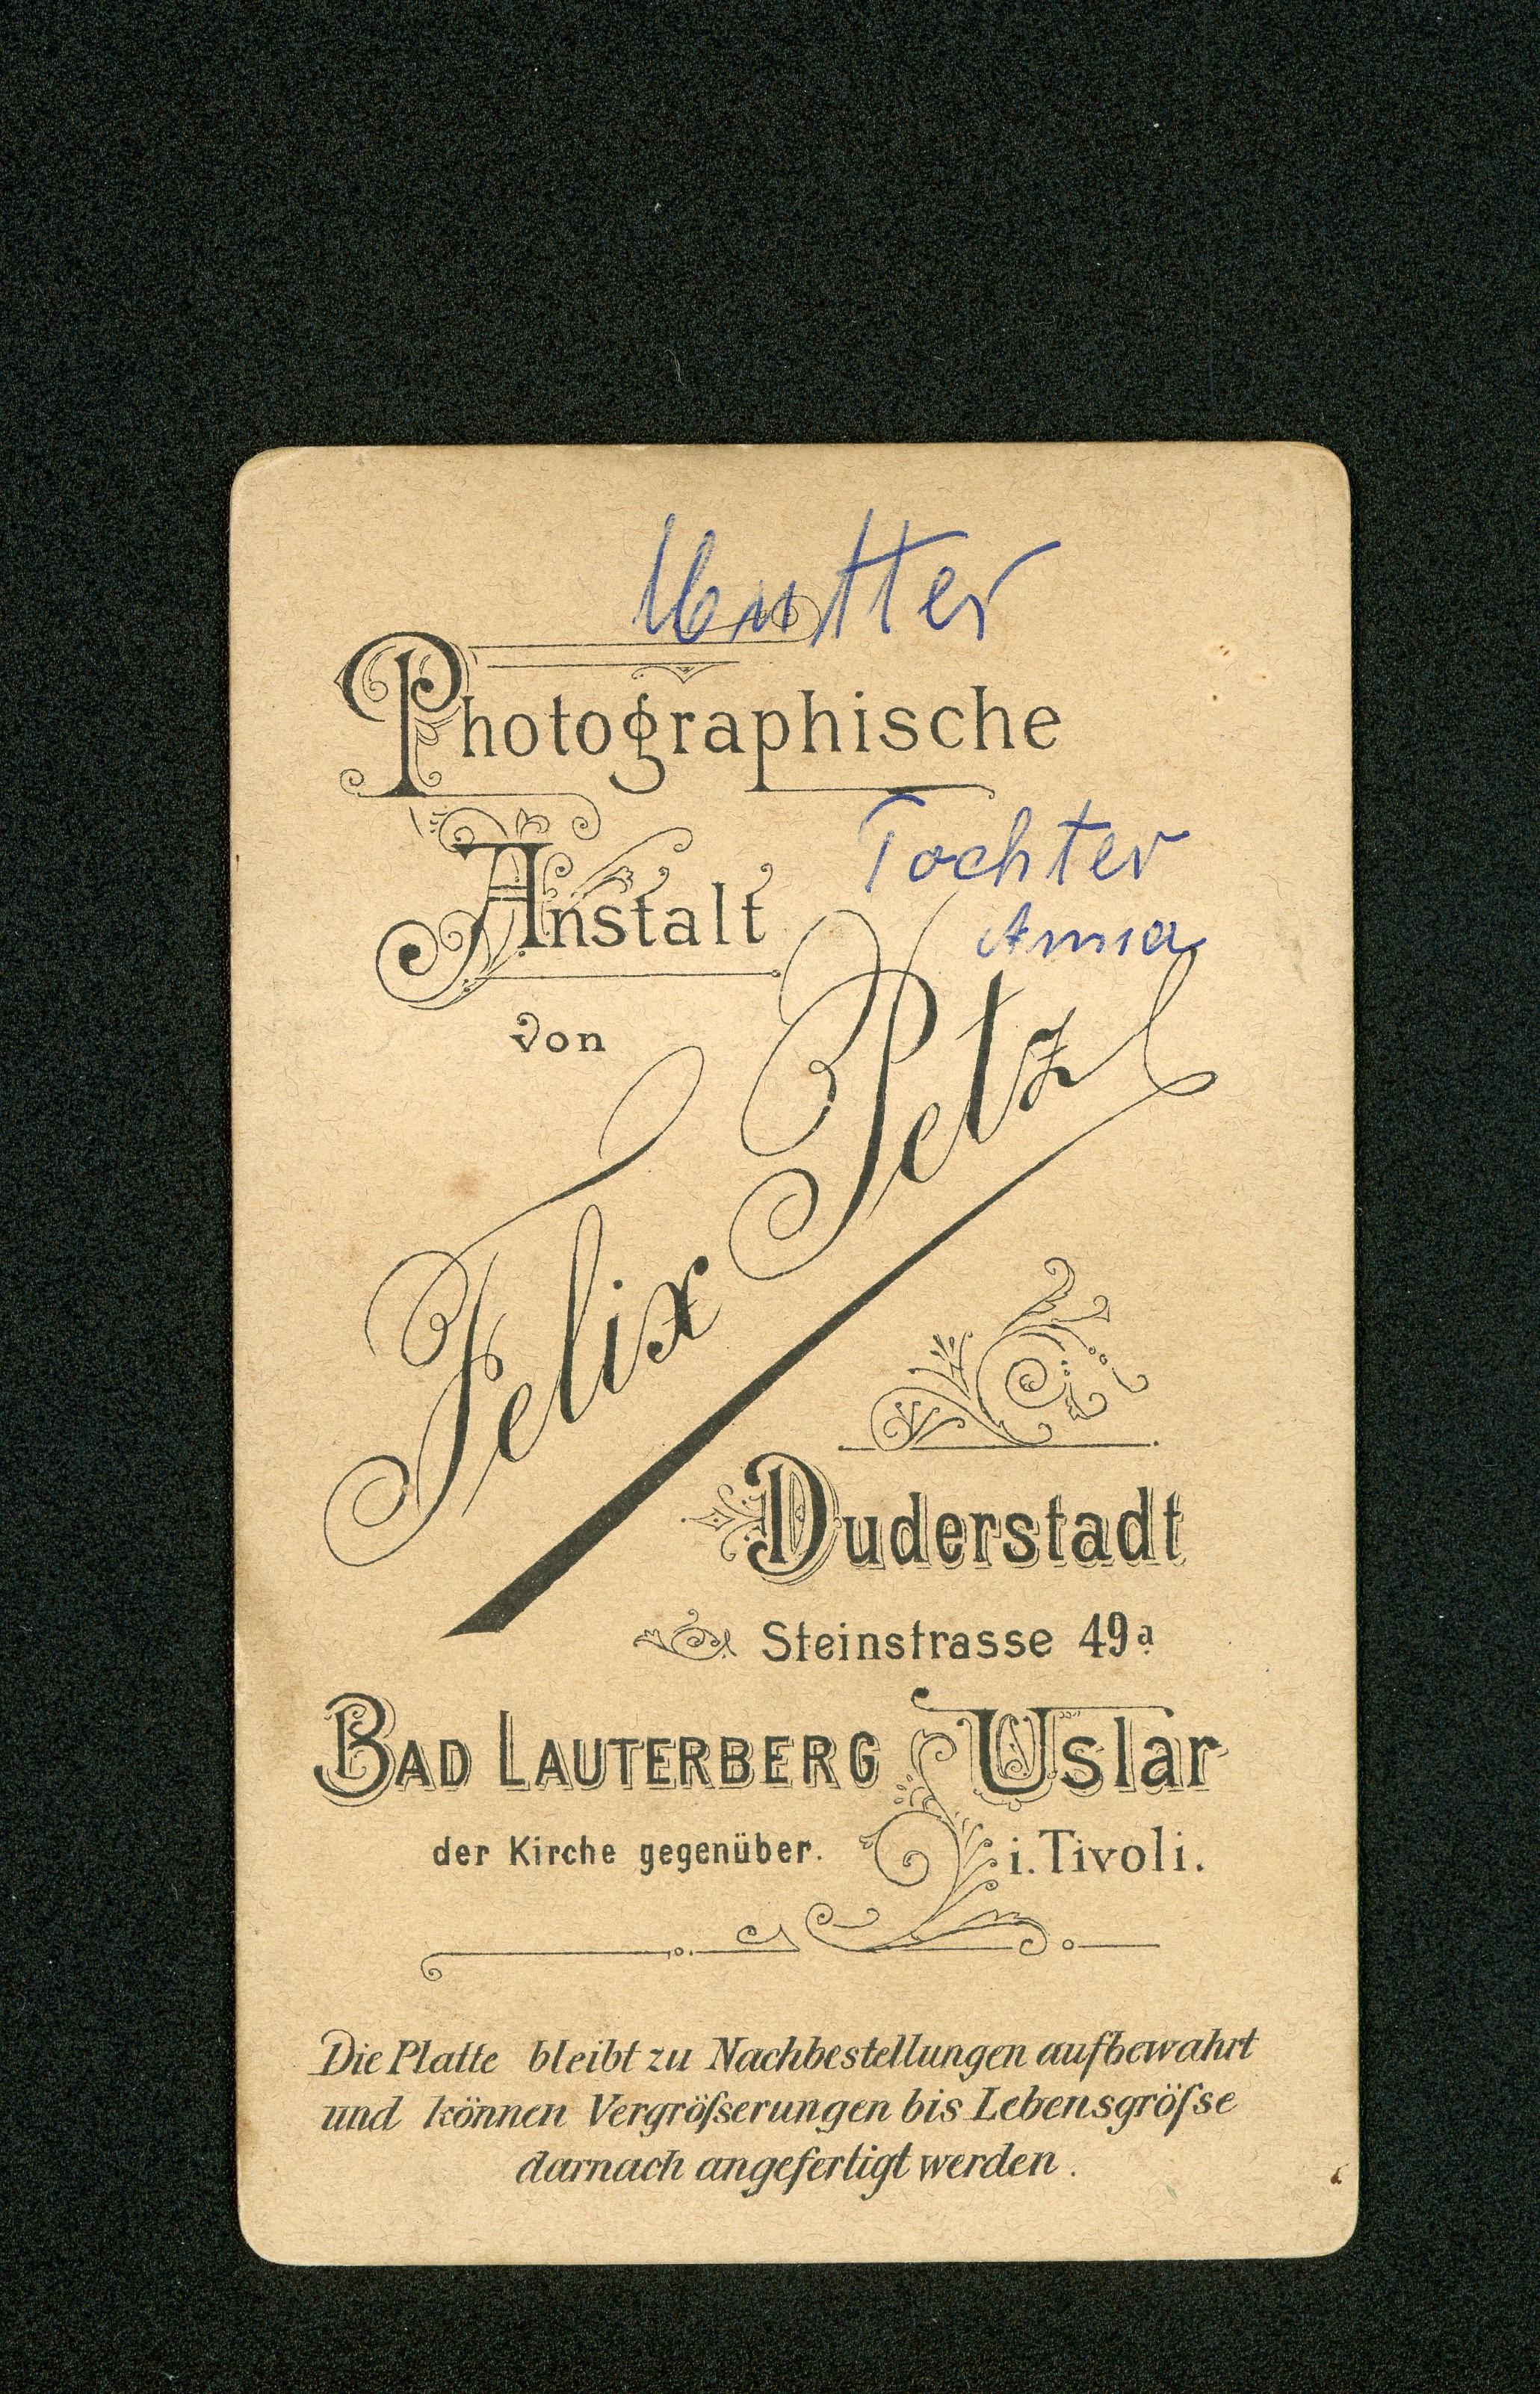 Mutter
Photographische
Tochter
Anstalt
Anna
von
Felix Petz
Duderstadt
Steinstrasse 49a
BAD LAUTERBERG Uslar
der Kirche gegenüber. i. Tivoli.
Die Platte bleibt zu Nachbestellungen aufbewahrt
und können Vergröſserungen bis Lebensgröſse
darnach angefertigt werden.